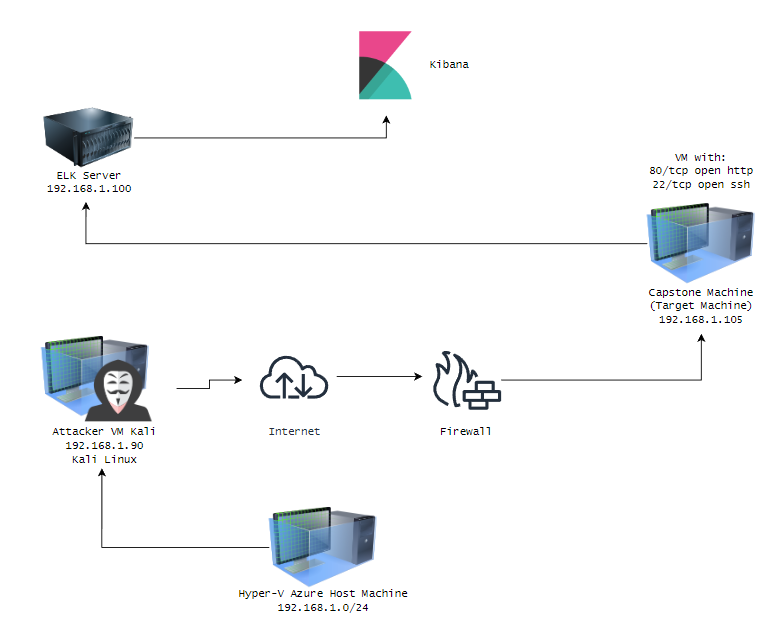 Kibana
ELK Server
192.168.1.100
VM with:
80/tcp open http
22/tcp open ssh
Capstone Machine
(Target Machine)
192.168.1.105
Attacker VM Kali
192.168.1.90
Kali Linux
Internet
Firewall
Hyper-V Azure Host Machine
192.168.1.0/24